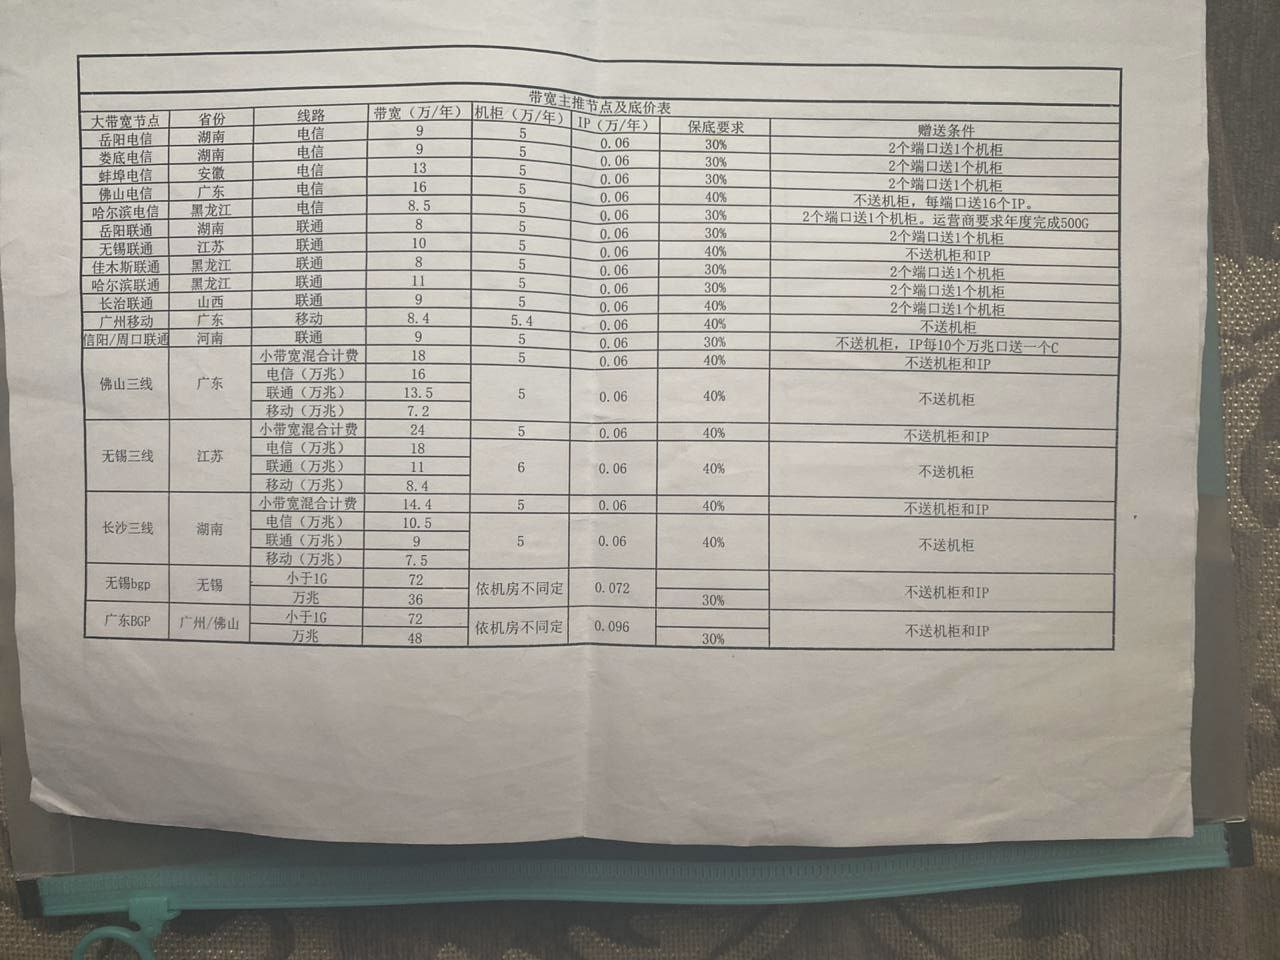 带宽主推节点及底价表
大带宽节点 省份 线路 带宽（万/年） 机柜（万/年） IP（万/年） 保底要求 赠送条件
岳阳电信 湖南 电信 9 5 0.06 30% 2个端口送1个机柜
娄底电信 湖南 电信 9 5 0.06 30% 2个端口送1个机柜
蚌埠电信 安徽 电信 13 5 0.06 30% 2个端口送1个机柜
佛山电信 广东 电信 16 5 0.06 40% 不送机柜，每端口送16个IP。
哈尔滨电信 黑龙江 电信 8.5 5 0.06 30% 2个端口送1个机柜。运营商要求年度完成500G
岳阳联通 湖南 联通 8 5 0.06 30% 2个端口送1个机柜
无锡联通 江苏 联通 10 5 0.06 40% 不送机柜和IP
佳木斯联通 黑龙江 联通 8 5 0.06 30% 2个端口送1个机柜
哈尔滨联通 黑龙江 联通 11 5 0.06 30% 2个端口送1个机柜
长治联通 山西 联通 9 5 0.06 40% 2个端口送1个机柜
广州移动 广东 移动 8.4 5.4 0.06 40% 不送机柜
信阳/周口联通 河南 联通 9 5 0.06 30% 不送机柜，IP每10个万兆口送一个C
佛山三线 广东 小带宽混合计费 18 5 0.06 40% 不送机柜和IP
电信（万兆） 16 5 0.06 40% 不送机柜
联通（万兆） 13.5
移动（万兆） 7.2
无锡三线 江苏 小带宽混合计费 24 5 0.06 40% 不送机柜和IP
电信（万兆） 18 6 0.06 40% 不送机柜
联通（万兆） 11
移动（万兆） 8.4
长沙三线 湖南 小带宽混合计费 14.4 5 0.06 40% 不送机柜和IP
电信（万兆） 10.5 5 0.06 40% 不送机柜
联通（万兆） 9
移动（万兆） 7.5
无锡bgp 无锡 小于1G 72 依机房不同定 0.072 不送机柜和IP
万兆 36 30%
广东BGP 广州/佛山 小于1G 72 依机房不同定 0.096 不送机柜和IP
万兆 48 30%